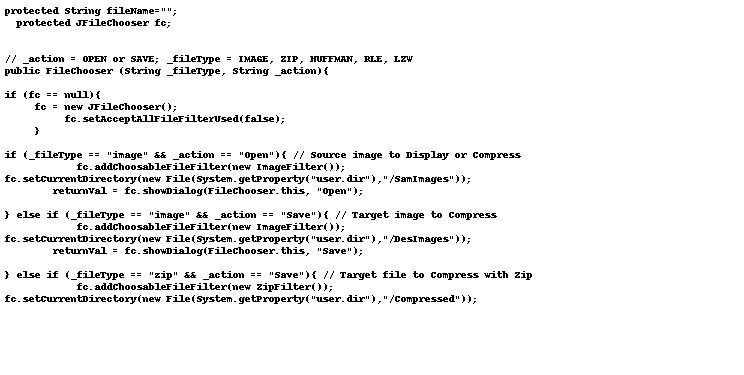 protected String fileName="";
protected JFileChooser fc;
// _action = OPEN or SAVE; _fileType = IMAGE, ZIP, HUFFMAN, RLE, LZW
public FileChooser (String _fileType, String _action){
if (fc == null){
fc = new JFileChooser();
fc.setAcceptAllFileFilterUsed(false);
}
if (_fileType == "image" && _action == "Open"){ // Source image to Display or Compress
fc.addChoosableFileFilter(new ImageFilter());
fc.setCurrentDirectory(new File(System.getProperty("user.dir"),"/SamImages"));
returnVal = fc.showDialog(FileChooser.this, "Open");
} else if (_fileType == "image" && _action == "Save"){ // Target image to Compress
fc.addChoosableFileFilter(new ImageFilter());
fc.setCurrentDirectory(new File(System.getProperty("user.dir"),"/DesImages"));
returnVal = fc.showDialog(FileChooser.this, "Save");
} else if (_fileType == "zip" && _action == "Save"){ // Target file to Compress with Zip
fc.addChoosableFileFilter(new ZipFilter());
fc.setCurrentDirectory(new File(System.getProperty("user.dir"),"/Compressed"));